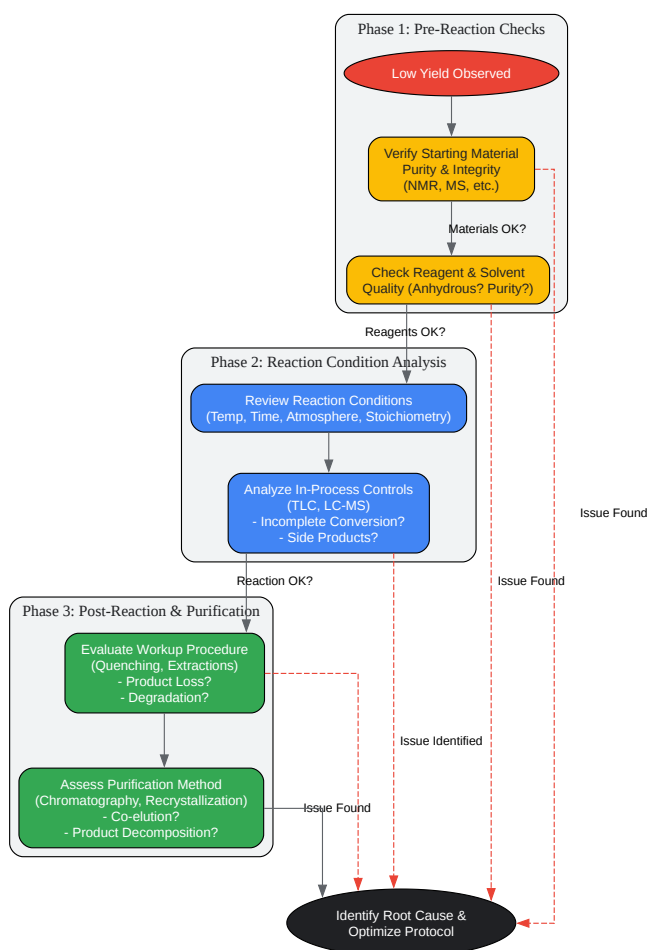 Phase 1: Pre-Reaction Checks
Low Yield Observed
Verify Starting Material
Purity & Integrity
(NMR, MS, etc.)
Materials OK?
Check Reagent & Solvent
Quality (Anhydrous? Purity?)
Reagents OK?
Phase 2: Reaction Condition Analysis
Review Reaction Conditions
(Temp, Time, Atmosphere, Stoichiometry)
Analyze In-Process Controls
(TLC, LC-MS)
- Incomplete Conversion?
- Side Products?
Issue Found
Reaction OK?
Issue Found
Phase 3: Post-Reaction & Purification
Evaluate Workup Procedure
(Quenching, Extractions)
- Product Loss?
- Degradation?
Issue Identified
Assess Purification Method
(Chromatography, Recrystallization)
- Co-elution?
- Product Decomposition?
Issue Found
Identify Root Cause &
Optimize Protocol